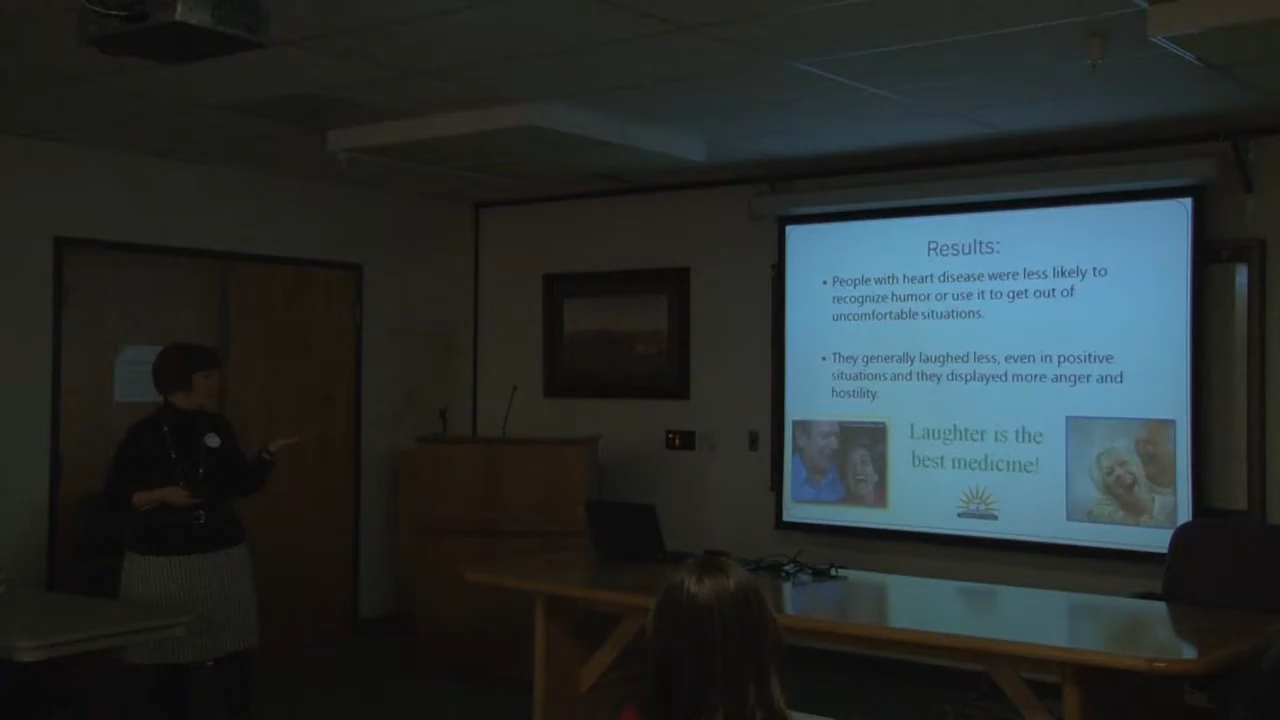 Results:
• People with heart disease were less likely to
recognize humor or use it to get out of
uncomfortable situations.
• They generally laughed less, even in positive
situations and they displayed more anger and
hostility.
Laughter is the
best medicine!